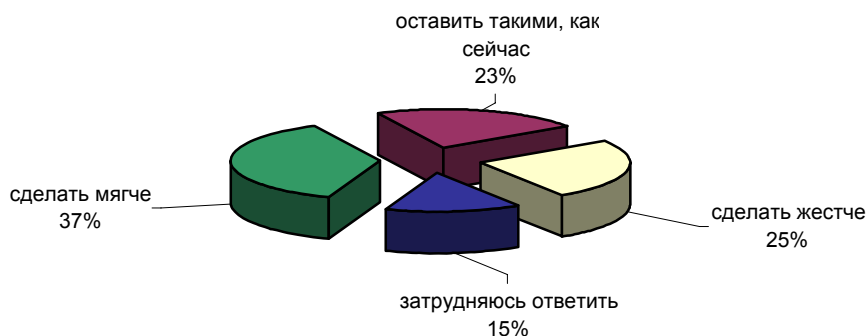 оставить такими, как
сейчас
23%
сделать мягче
37%
сделать жестче
25%
затрудняюсь ответить
15%